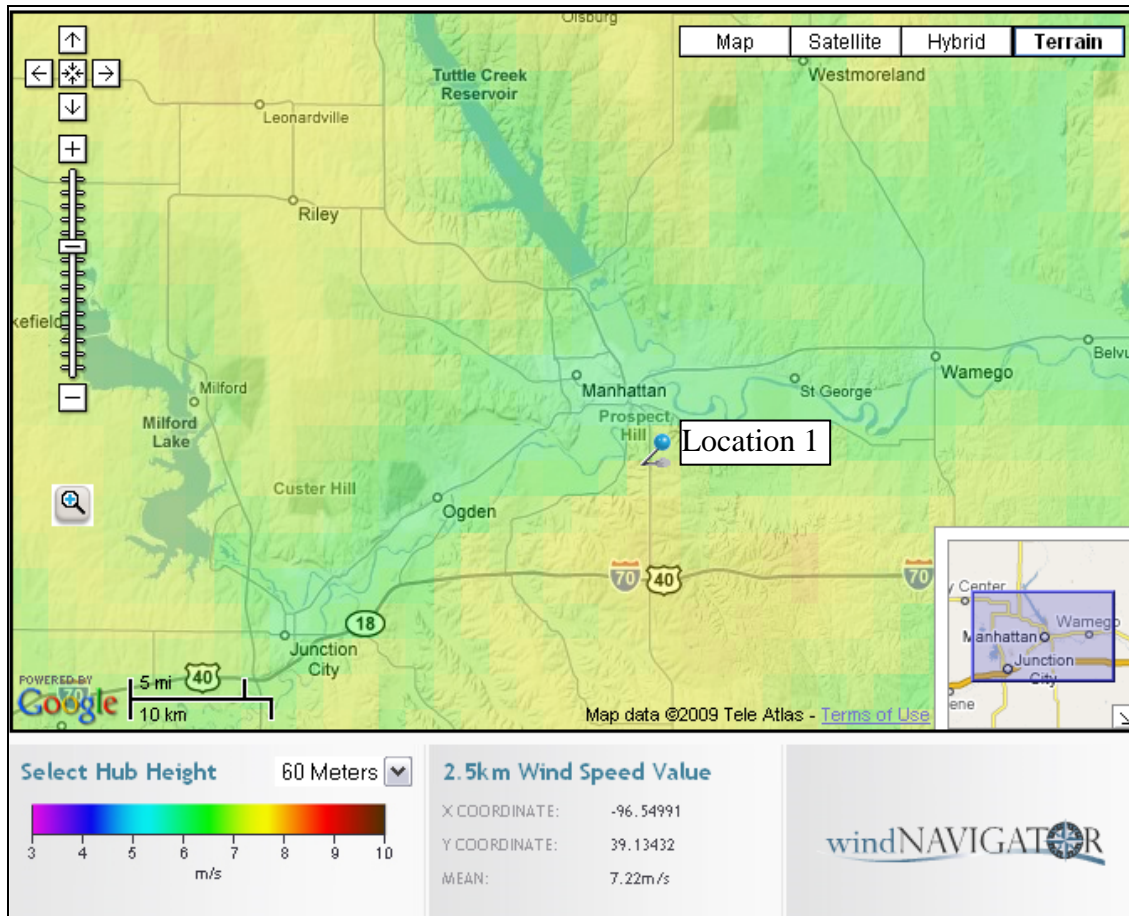 Olsburg
Map Satellite Hybrid Terrain
Westmoreland
Tuttle Creek
Reservoir
Leonardville
Riley
kefield
Milford
Milford
Lake
Manhattan
St George
Wamego
Belvu
Prospect
Hill
Location 1
Custer Hill
Ogden
70
40
70
18
Junction
City
40
70
POWERED BY
Google
5 mi
10 km
Map data ©2009 Tele Atlas - Terms of Use
y Center
Wamego
Manhattan
Junction
City
ene
Select Hub Height 60 Meters
3 4 5 6 7 8 9 10
m/s
2.5km Wind Speed Value
X COORDINATE: -96.54991
Y COORDINATE: 39.13432
MEAN: 7.22m/s
windNAVIGATOR